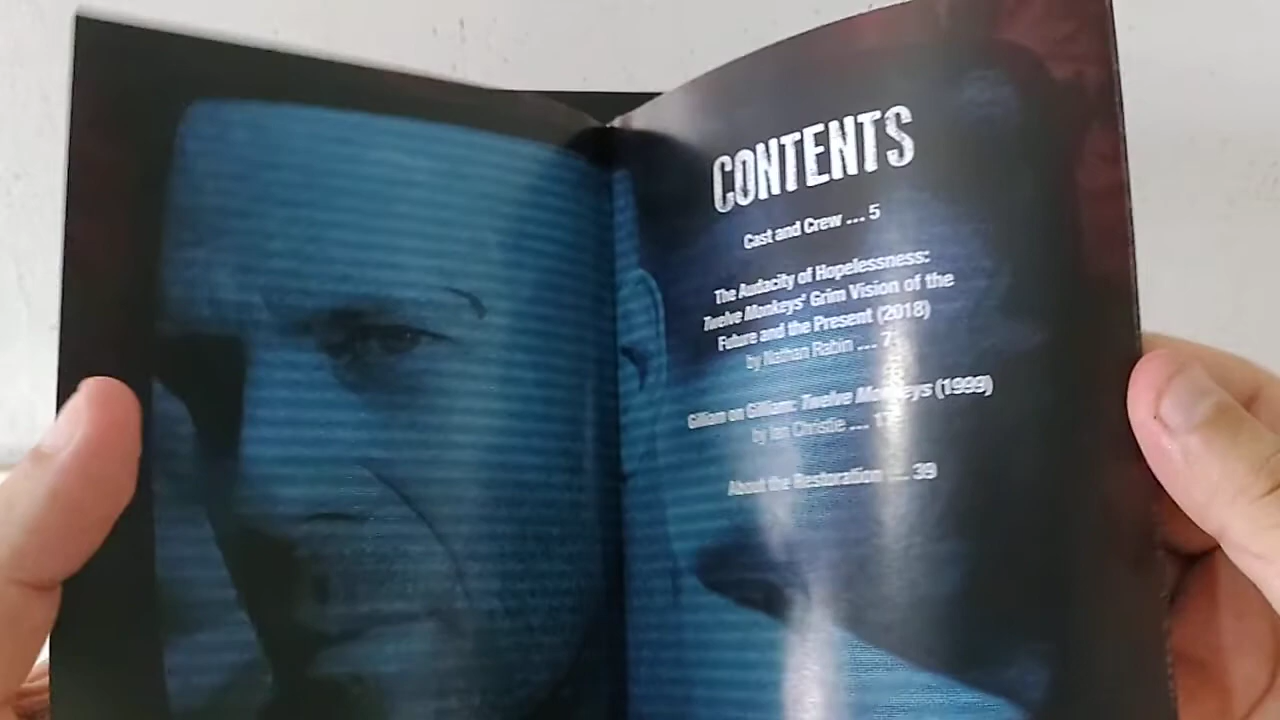 CONTENTS
Cast and Crew ... 5
The Audacity of Hopelessness:
Twelve Monkeys' Grim Vision of the
Future and the Present (2018)
by Nathan Rabin ... 7
Gilliam on Gilliam: Twelve Monkeys (1999)
by Ian Christie ...
About the Restoration ... 39